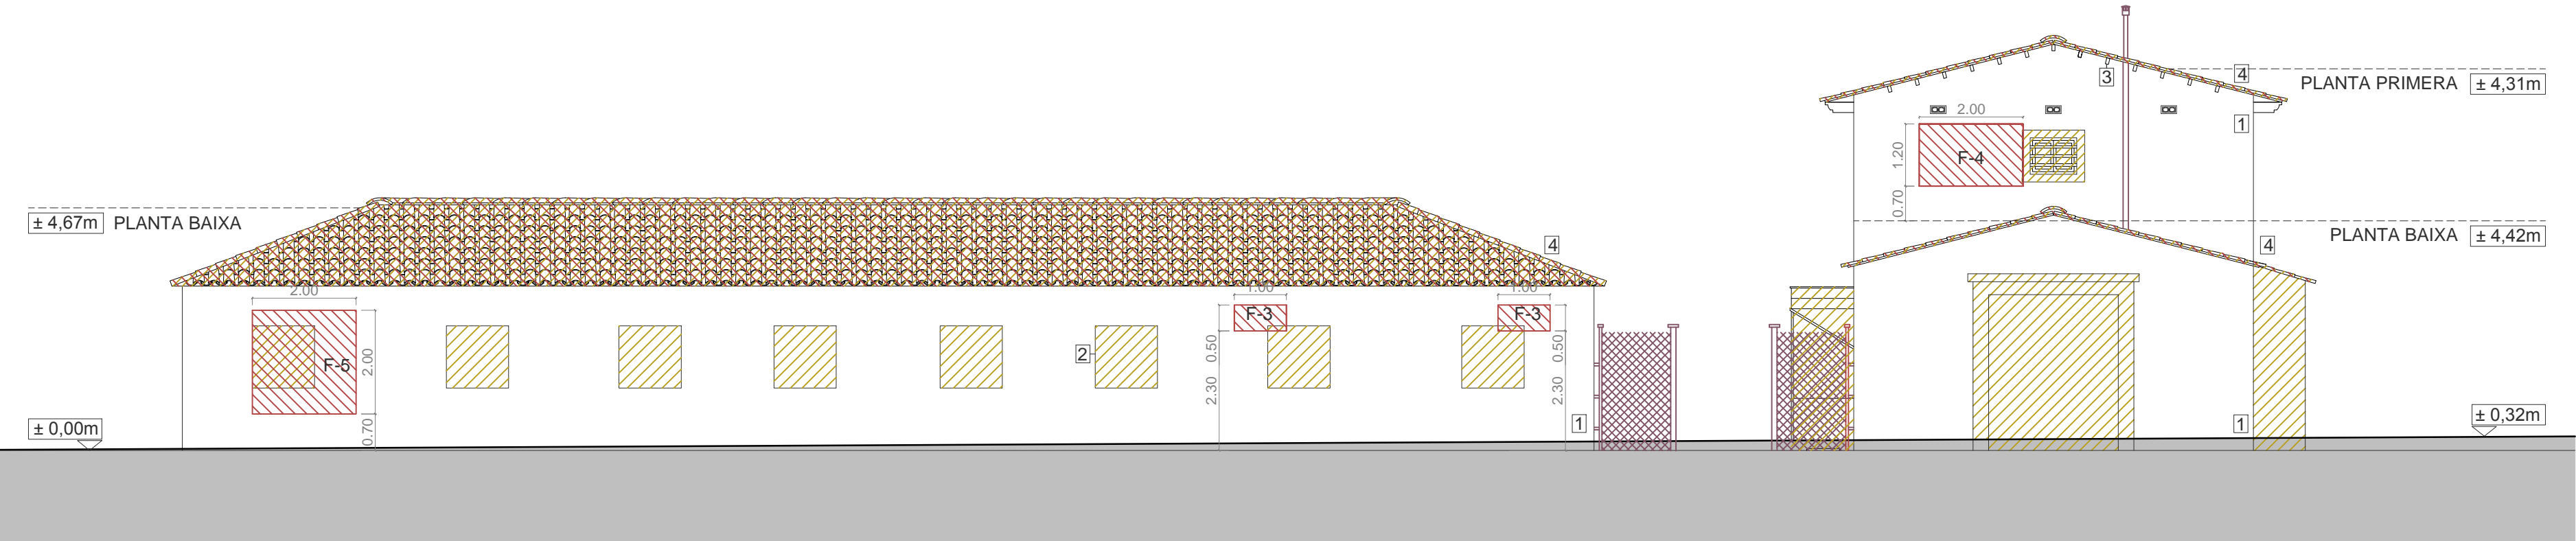 ± 4,67m PLANTA BAIXA
± 0,00m
2.00
F-5
2.00
0.70
2
1.00
F-3
0.50
2.30
1.00
F-3
0.50
2.30
4
1
3
4
PLANTA PRIMERA ± 4,31m
1
2.00
F-4
1.20
0.70
PLANTA BAIXA ± 4,42m
4
1
± 0,32m